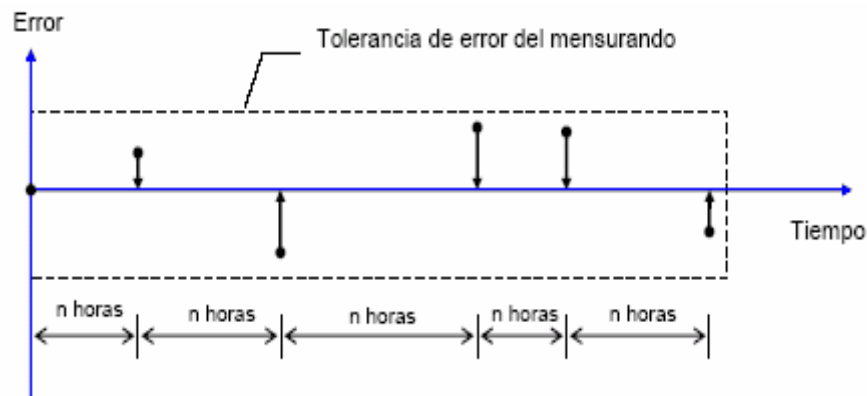 Error
Tolerancia de error del mensurando
Tiempo
n horas
n horas
n horas
n horas
n horas